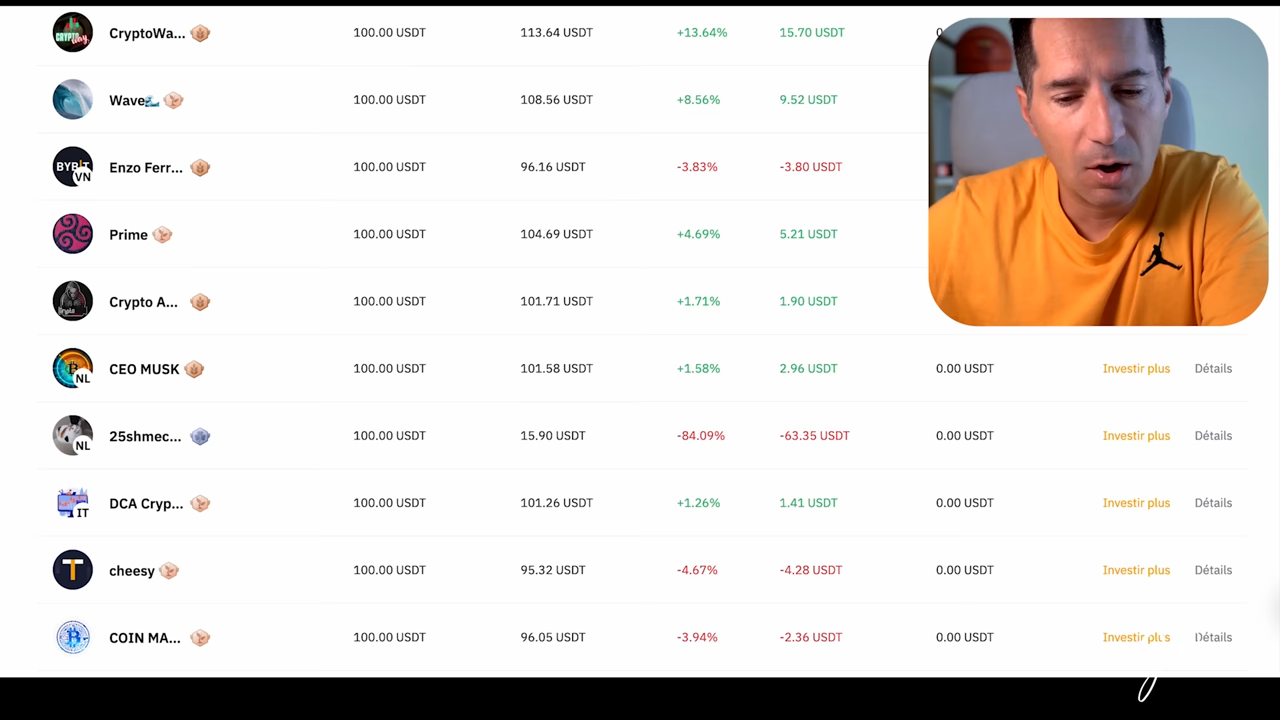 CryptoWa... 100.00 USDT 113.64 USDT +13.64% 15.70 USDT 0
Wave 100.00 USDT 108.56 USDT +8.56% 9.52 USDT
BYBIT VN Enzo Ferr... 100.00 USDT 96.16 USDT -3.83% -3.80 USDT
Prime 100.00 USDT 104.69 USDT +4.69% 5.21 USDT
Crypto A... 100.00 USDT 101.71 USDT +1.71% 1.90 USDT
NL CEO MUSK 100.00 USDT 101.58 USDT +1.58% 2.96 USDT 0.00 USDT Investir plus Détails
NL 25shmec... 100.00 USDT 15.90 USDT -84.09% -63.35 USDT 0.00 USDT Investir plus Détails
IT DCA Cryp... 100.00 USDT 101.26 USDT +1.26% 1.41 USDT 0.00 USDT Investir plus Détails
cheesy 100.00 USDT 95.32 USDT -4.67% -4.28 USDT 0.00 USDT Investir plus Détails
COIN MA... 100.00 USDT 96.05 USDT -3.94% -2.36 USDT 0.00 USDT Investir plus Détails